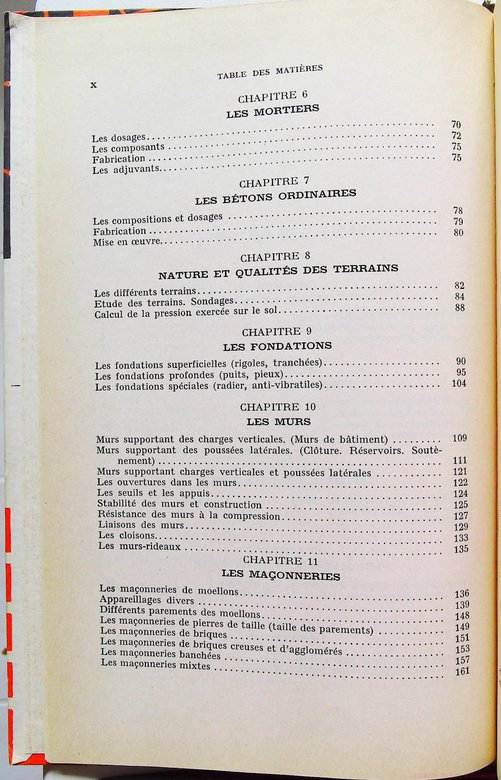 X
TABLE DES MATIÈRES
CHAPITRE 6
LES MORTIERS
Les dosages........ 70
Les composants ........ 72
Fabrication ........ 75
Les adjuvants........ 75
CHAPITRE 7
LES BÉTONS ORDINAIRES
Les compositions et dosages ........ 78
Fabrication ........ 79
Mise en œuvre........ 80
CHAPITRE 8
NATURE ET QUALITÉS DES TERRAINS
Les différents terrains........ 82
Etude des terrains. Sondages........ 84
Calcul de la pression exercée sur le sol........ 88
CHAPITRE 9
LES FONDATIONS
Les fondations superficielles (rigoles, tranchées)........ 90
Les fondations profondes (puits, pieux)........ 95
Les fondations spéciales (radier, anti-vibratiles)........ 104
CHAPITRE 10
LES MURS
Murs supportant des charges verticales. (Murs de bâtiment) ........ 109
Murs supportant des poussées latérales. (Clôture. Réservoirs. Soutè-
nement) ........ 111
Murs supportant charges verticales et poussées latérales ........ 121
Les ouvertures dans les murs........ 122
Les seuils et les appuis........ 124
Stabilité des murs et construction ........ 125
Résistance des murs à la compression........ 127
Liaisons des murs........ 129
Les cloisons........ 133
Les murs-rideaux ........ 135
CHAPITRE 11
LES MAÇONNERIES
Les maçonneries de moellons........ 136
Appareillages divers ........ 139
Différents parements des moellons........ 148
Les maçonneries de pierres de taille (taille des parements) ........ 149
Les maçonneries de briques ........ 151
Les maçonneries de briques creuses et d'agglomérés ........ 153
Les maçonneries banchées ........ 157
Les maçonneries mixtes ........ 161